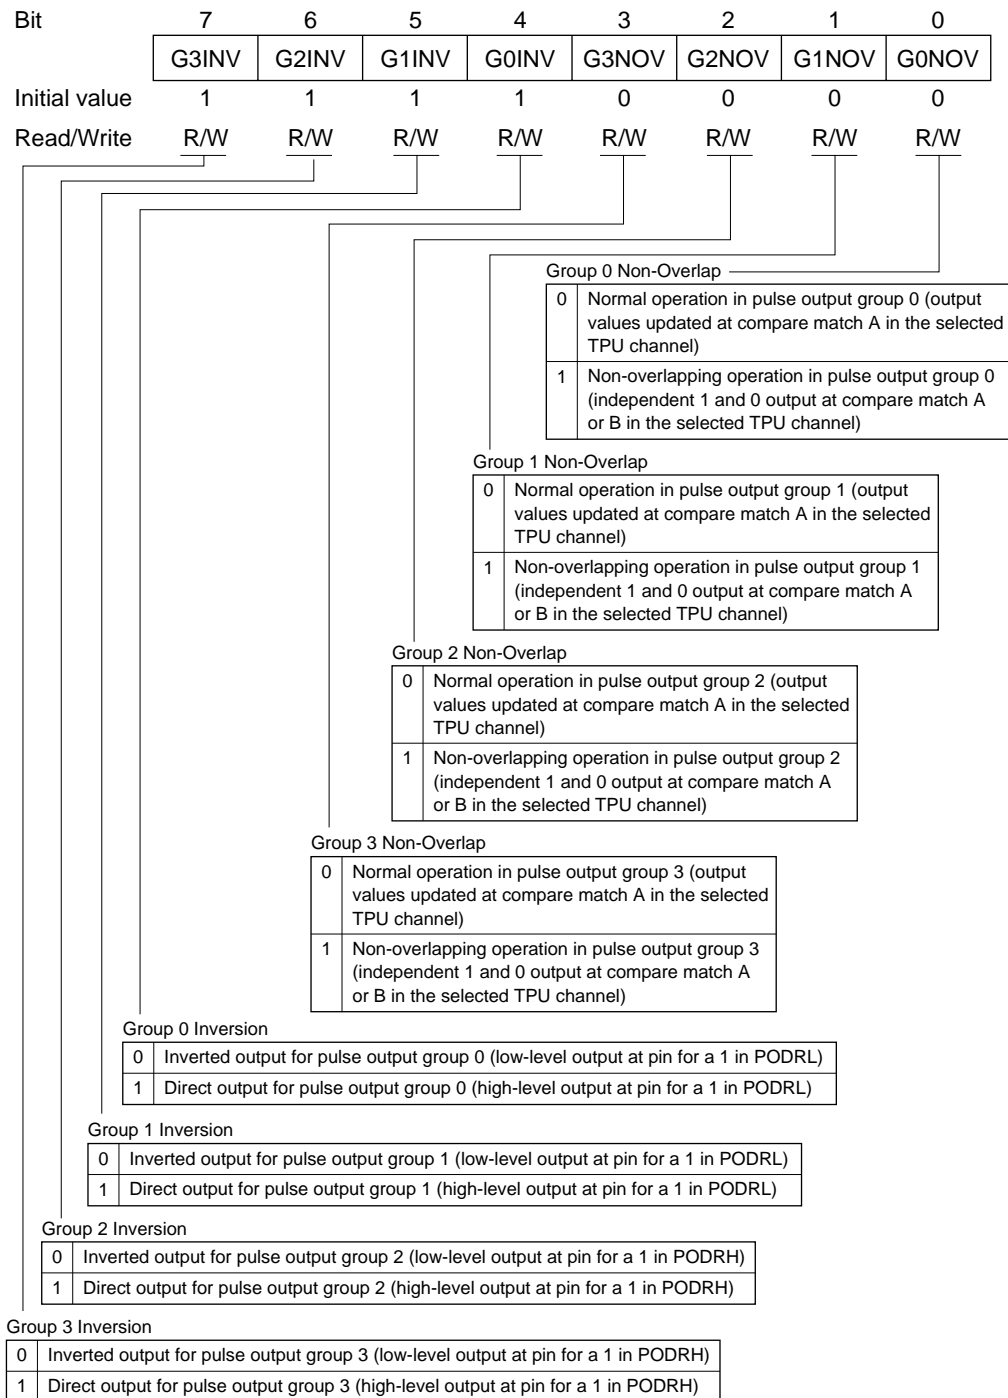 Bit 7 6 5 4 3 2 1 0
G3INV G2INV G1INV G0INV G3NOV G2NOV G1NOV G0NOV
Initial value 1 1 1 1 0 0 0 0
Read/Write R/W R/W R/W R/W R/W R/W R/W R/W
Group 0 Non-Overlap
0 Normal operation in pulse output group 0 (output
values updated at compare match A in the selected
TPU channel)
1 Non-overlapping operation in pulse output group 0
(independent 1 and 0 output at compare match A
or B in the selected TPU channel)
Group 1 Non-Overlap
0 Normal operation in pulse output group 1 (output
values updated at compare match A in the selected
TPU channel)
1 Non-overlapping operation in pulse output group 1
(independent 1 and 0 output at compare match A
or B in the selected TPU channel)
Group 2 Non-Overlap
0 Normal operation in pulse output group 2 (output
values updated at compare match A in the selected
TPU channel)
1 Non-overlapping operation in pulse output group 2
(independent 1 and 0 output at compare match A
or B in the selected TPU channel)
Group 3 Non-Overlap
0 Normal operation in pulse output group 3 (output
values updated at compare match A in the selected
TPU channel)
1 Non-overlapping operation in pulse output group 3
(independent 1 and 0 output at compare match A
or B in the selected TPU channel)
Group 0 Inversion
0 Inverted output for pulse output group 0 (low-level output at pin for a 1 in PODRL)
1 Direct output for pulse output group 0 (high-level output at pin for a 1 in PODRL)
Group 1 Inversion
0 Inverted output for pulse output group 1 (low-level output at pin for a 1 in PODRL)
1 Direct output for pulse output group 1 (high-level output at pin for a 1 in PODRL)
Group 2 Inversion
0 Inverted output for pulse output group 2 (low-level output at pin for a 1 in PODRH)
1 Direct output for pulse output group 2 (high-level output at pin for a 1 in PODRH)
Group 3 Inversion
0 Inverted output for pulse output group 3 (low-level output at pin for a 1 in PODRH)
1 Direct output for pulse output group 3 (high-level output at pin for a 1 in PODRH)